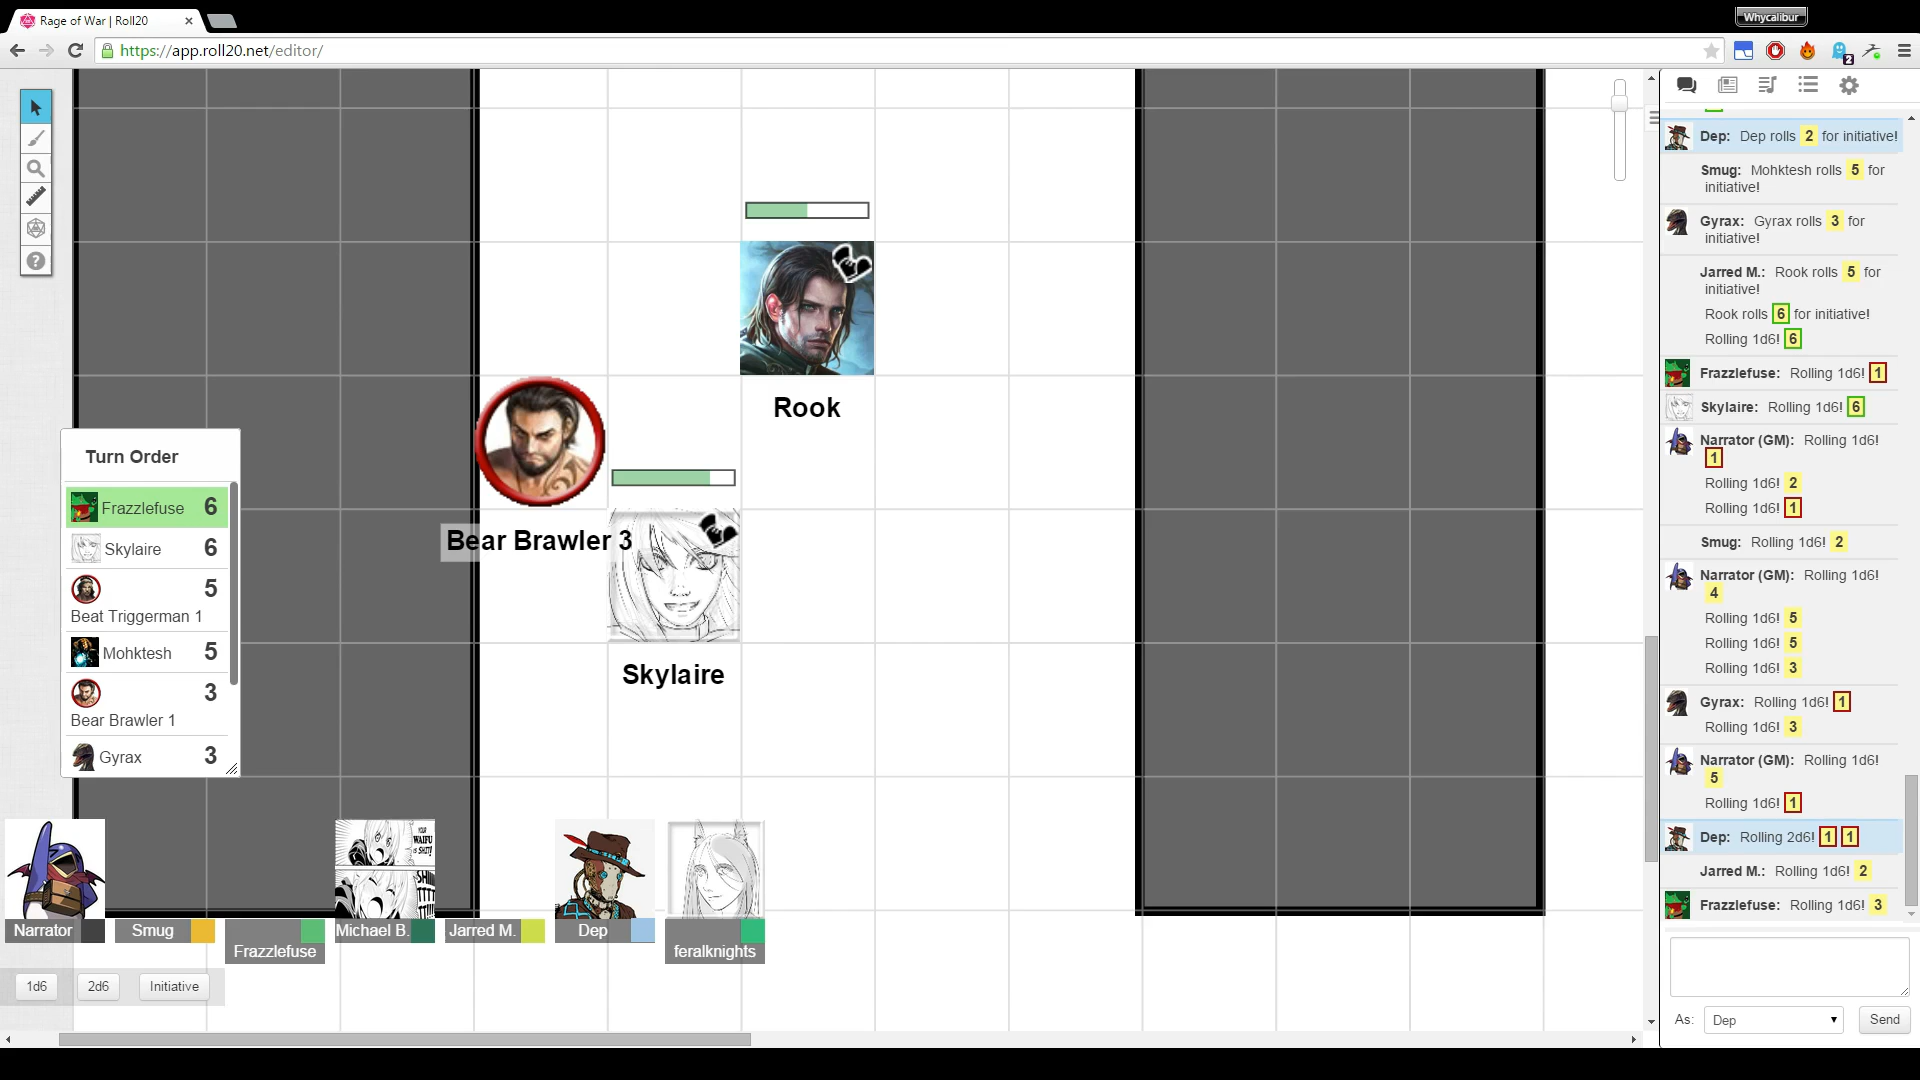 Rage of War | Roll20
Whycalibur
https://app.roll20.net/editor/
2
Rook
Bear Brawler 3
Skylaire
Turn Order
Frazzlefuse 6
Skylaire 6
5
Beat Triggerman 1
Mohktesh 5
3
Bear Brawler 1
Gyrax 3
YOUR
WAIFU
IS SHIT!
Narrator
Smug
Frazzlefuse
Michael B.
Jarred M.
Dep
feralknights
1d6
2d6
Initiative
Dep: Dep rolls 2 for initiative!
Smug: Mohktesh rolls 5 for
initiative!
Gyrax: Gyrax rolls 3 for
initiative!
Jarred M.: Rook rolls 5 for
initiative!
Rook rolls 6 for initiative!
Rolling 1d6! 6
Frazzlefuse: Rolling 1d6! 1
Skylaire: Rolling 1d6! 6
Narrator (GM): Rolling 1d6!
1
Rolling 1d6! 2
Rolling 1d6! 1
Smug: Rolling 1d6! 2
Narrator (GM): Rolling 1d6!
4
Rolling 1d6! 5
Rolling 1d6! 5
Rolling 1d6! 3
Gyrax: Rolling 1d6! 1
Rolling 1d6! 3
Narrator (GM): Rolling 1d6!
5
Rolling 1d6! 1
Dep: Rolling 2d6! 1 1
Jarred M.: Rolling 1d6! 2
Frazzlefuse: Rolling 1d6! 3
As: Dep
Send